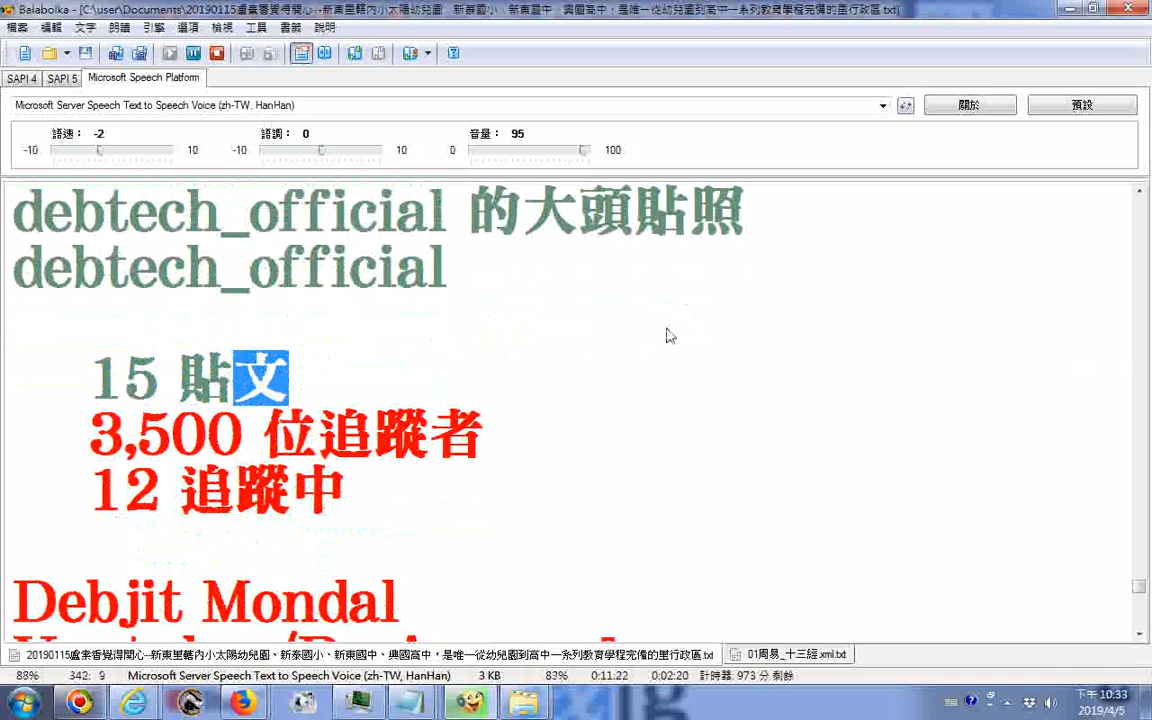 Balabolka - [C:\user\Documents\20190115盧素香覺得開心--新東里轄內小太陽幼兒園、新泰國小、新東國中、興國高中，是唯一從幼兒園到高中一系列教育學程完備的里行政區.txt]
檔案 編輯 文字 朗讀 引擎 選項 檢視 工具 書籤 說明
SAPI 4 SAPI 5 Microsoft Speech Platform
Microsoft Server Speech Text to Speech Voice (zh-TW, HanHan) 關於 預設
語速： -2 語調： 0 音量： 95
-10 10 -10 10 0 100
debtech_official 的大頭貼照
debtech_official
15 貼文
3,500 位追蹤者
12 追蹤中
Debjit Mondal
20190115盧素香覺得開心--新東里轄內小太陽幼兒園、新泰國小、新東國中、興國高中，是唯一從幼兒園到高中一系列教育學程完備的里行政區.txt 01周易_十三經.xml.txt
88% 342: 9 Microsoft Server Speech Text to Speech Voice (zh-TW, HanHan) 3 KB 83% 0:11:22 0:02:20 計時器: 973 分 剩餘
下午 10:33
2019/4/5